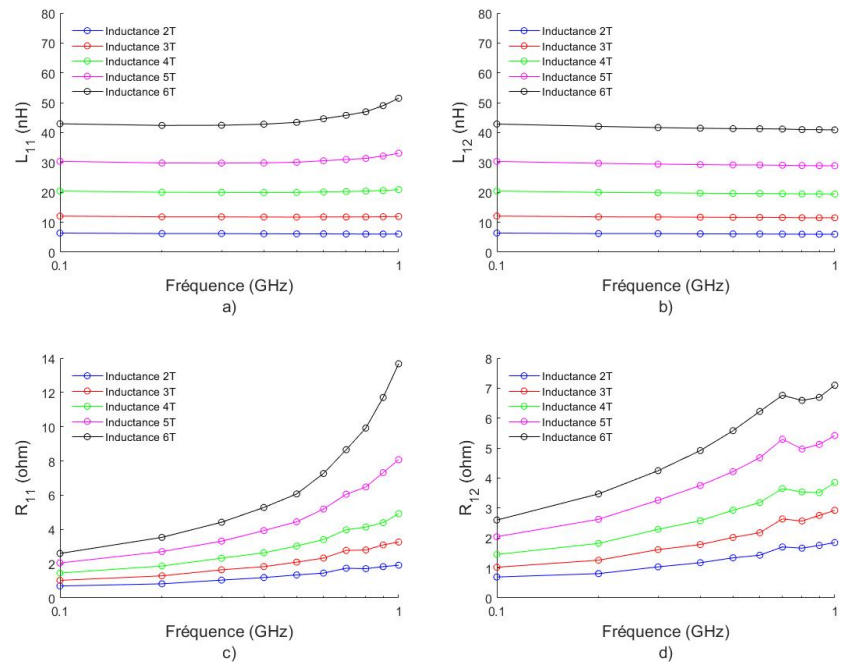 80
70
60
50
40
30
20
10
0
L11 (nH)
Inductance 2T
Inductance 3T
Inductance 4T
Inductance 5T
Inductance 6T
0.1
1
Fréquence (GHz)
a)
80
70
60
50
40
30
20
10
0
L12 (nH)
Inductance 2T
Inductance 3T
Inductance 4T
Inductance 5T
Inductance 6T
0.1
1
Fréquence (GHz)
b)
14
12
10
8
6
4
2
0
R11 (ohm)
Inductance 2T
Inductance 3T
Inductance 4T
Inductance 5T
Inductance 6T
0.1
1
Fréquence (GHz)
c)
8
7
6
5
4
3
2
1
0
R12 (ohm)
Inductance 2T
Inductance 3T
Inductance 4T
Inductance 5T
Inductance 6T
0.1
1
Fréquence (GHz)
d)